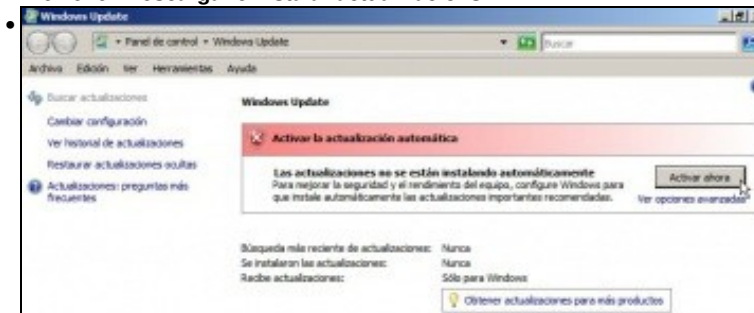 Windows Update
Panel de control
Windows Update
Buscar
Archivo Edición Ver Herramientas Ayuda
Buscar actualizaciones
Cambiar configuración
Ver historial de actualizaciones
Restaurar actualizaciones ocultas
Actualizaciones: preguntas más
frecuentes
Windows Update
Activar la actualización automática
Las actualizaciones no se están instalando automáticamente
Para mejorar la seguridad y el rendimiento del equipo, configure Windows para
que instale automáticamente las actualizaciones importantes recomendadas.
Activar ahora
Ver opciones avanzadas
Búsqueda más reciente de actualizaciones: Nunca
Se instalaron las actualizaciones: Nunca
Recibe actualizaciones: Sólo para Windows
Obtener actualizaciones para más productos